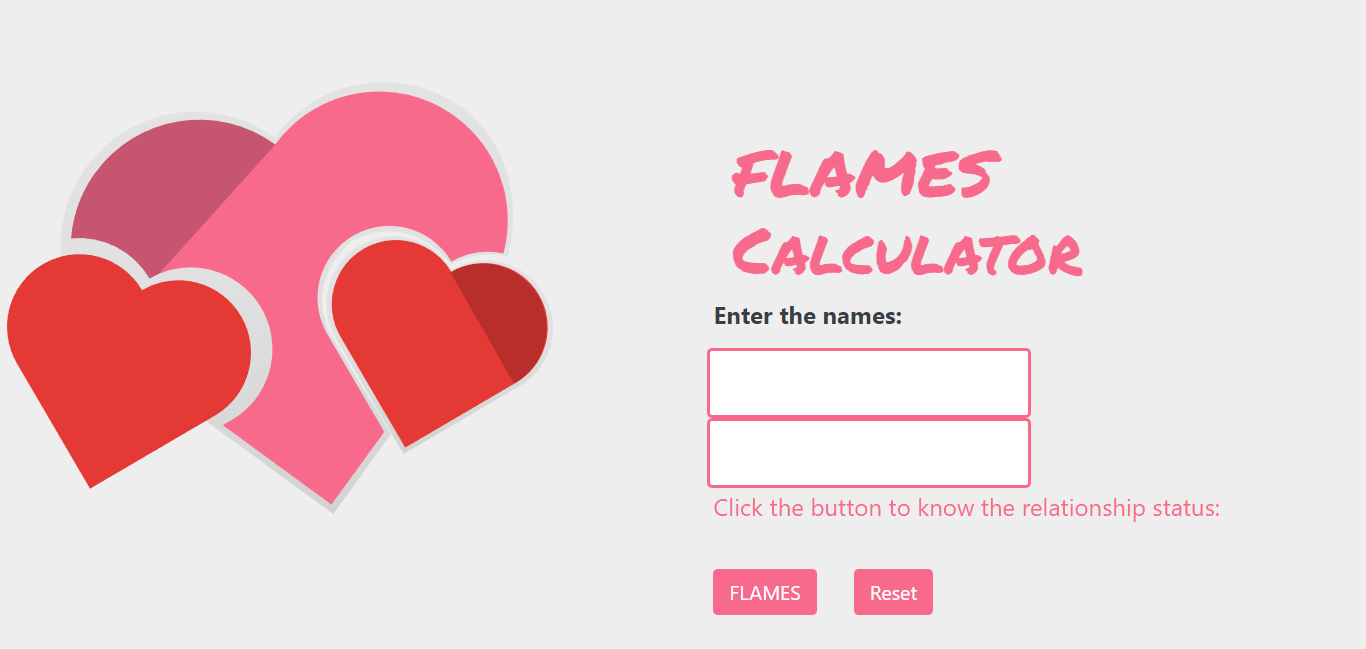 FLAMES
CALCULATOR
Enter the names:
Click the button to know the relationship status:
FLAMES Reset